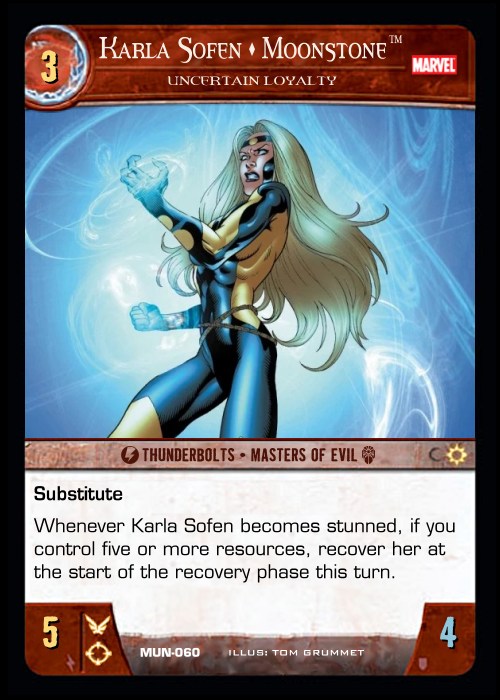 3
Karla Sofen ♦ Moonstone™
MARVEL
Uncertain Loyalty
Thunderbolts • Masters of Evil
C
Substitute
Whenever Karla Sofen becomes stunned, if you
control five or more resources, recover her at
the start of the recovery phase this turn.
5
MUN-060 Illus: Tom Grummet
4